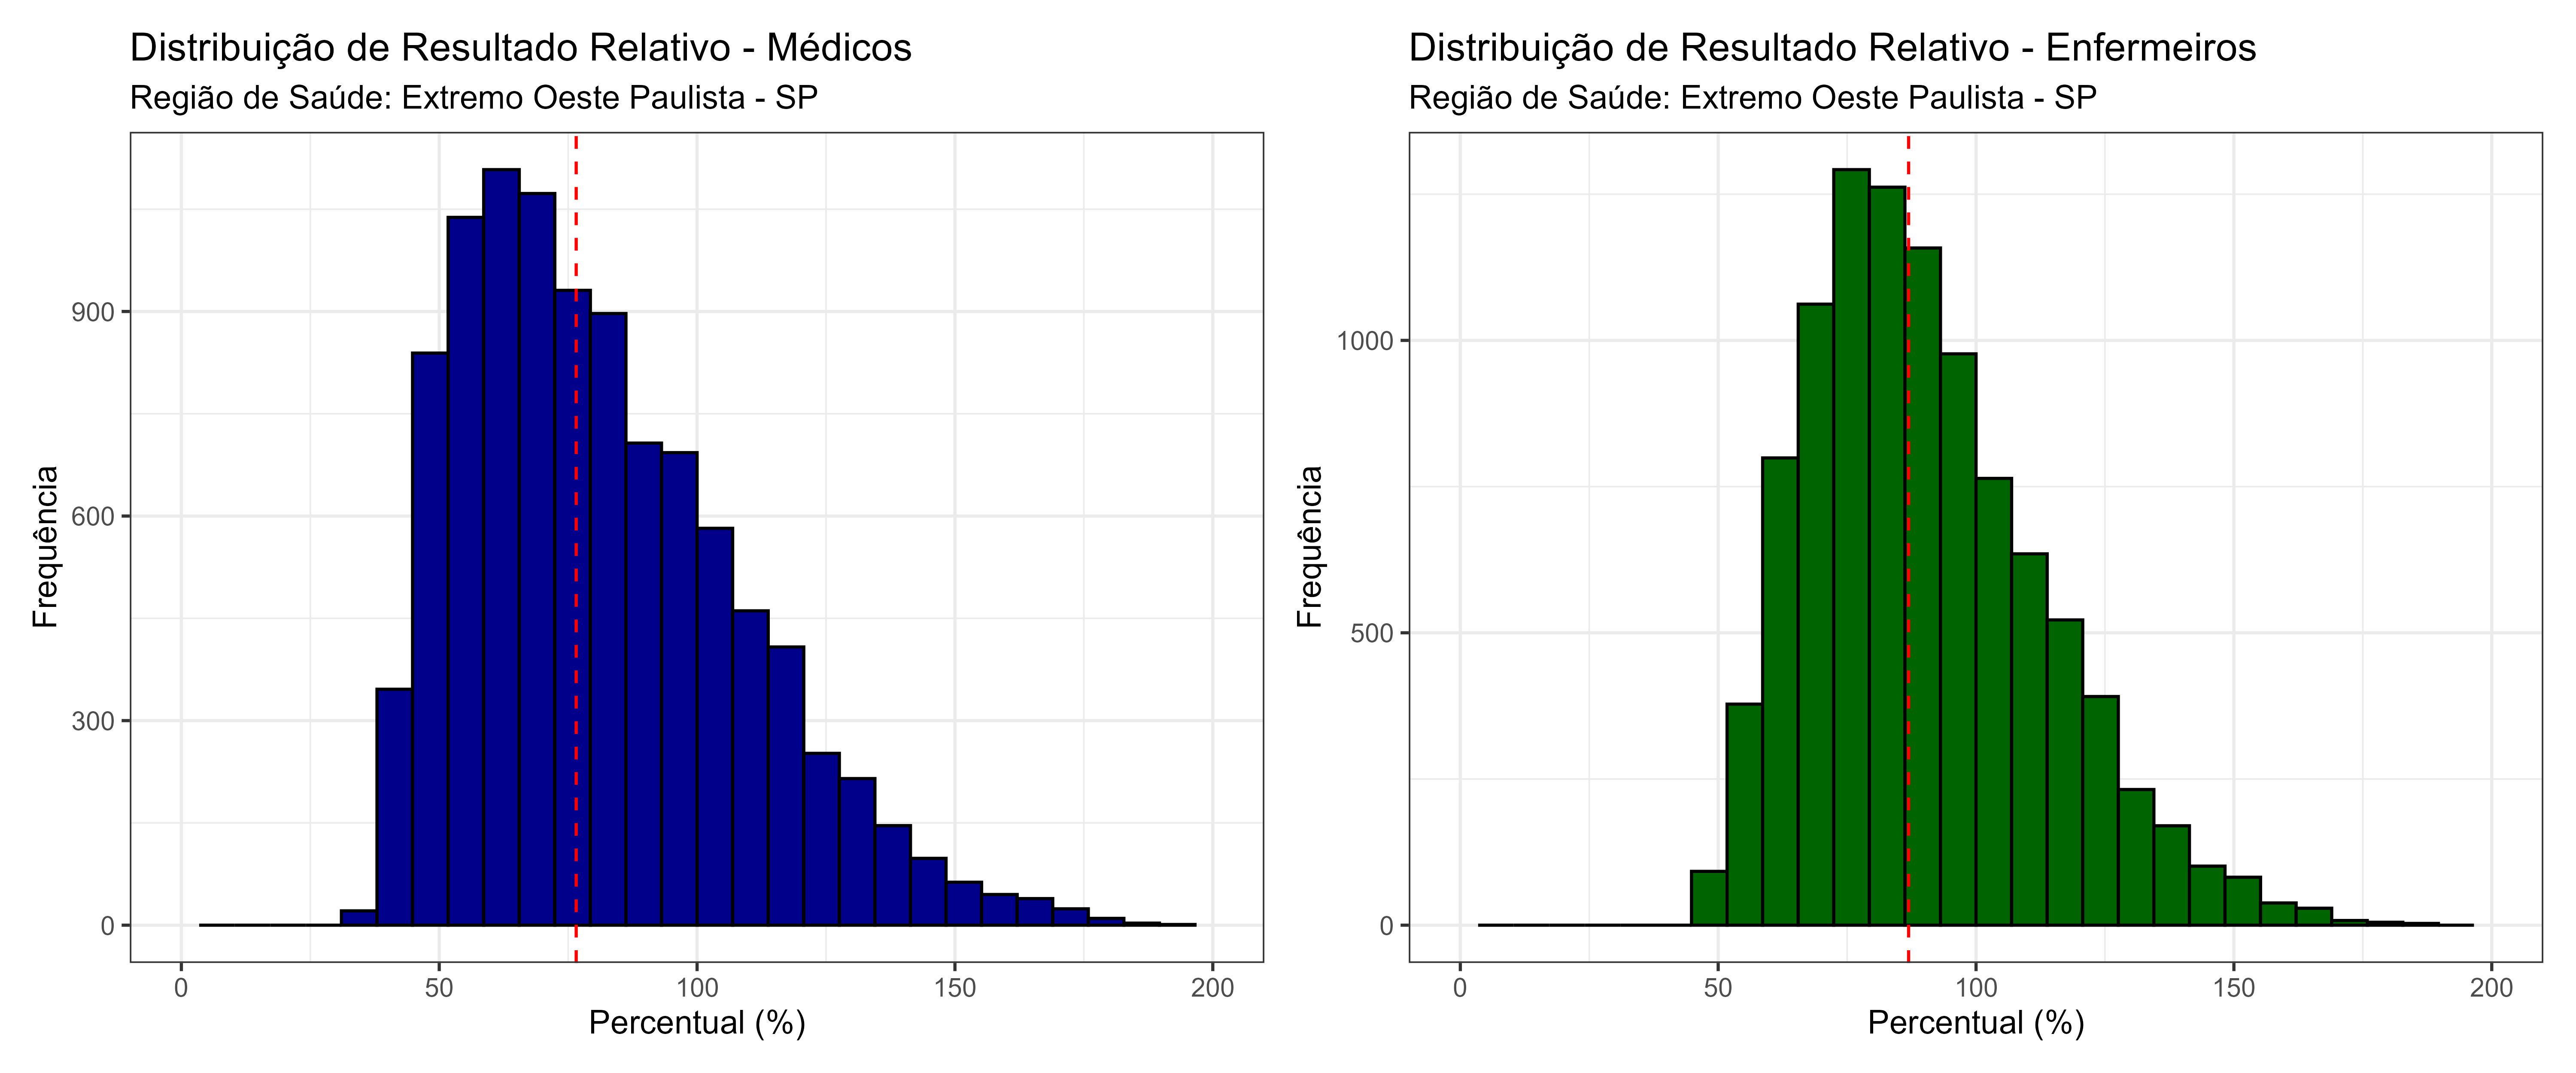 Distribuição de Resultado Relativo - Médicos
Região de Saúde: Extremo Oeste Paulista - SP
Frequência
900
600
300
0
0 50 100 150 200
Percentual (%)
Distribuição de Resultado Relativo - Enfermeiros
Região de Saúde: Extremo Oeste Paulista - SP
Frequência
1000
500
0
0 50 100 150 200
Percentual (%)